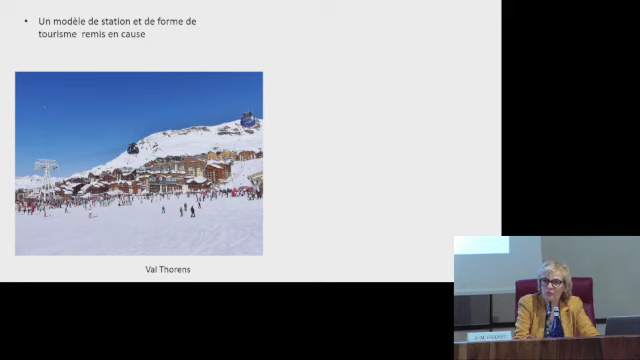 • Un modèle de station et de forme de
tourisme remis en cause
Val Thorens